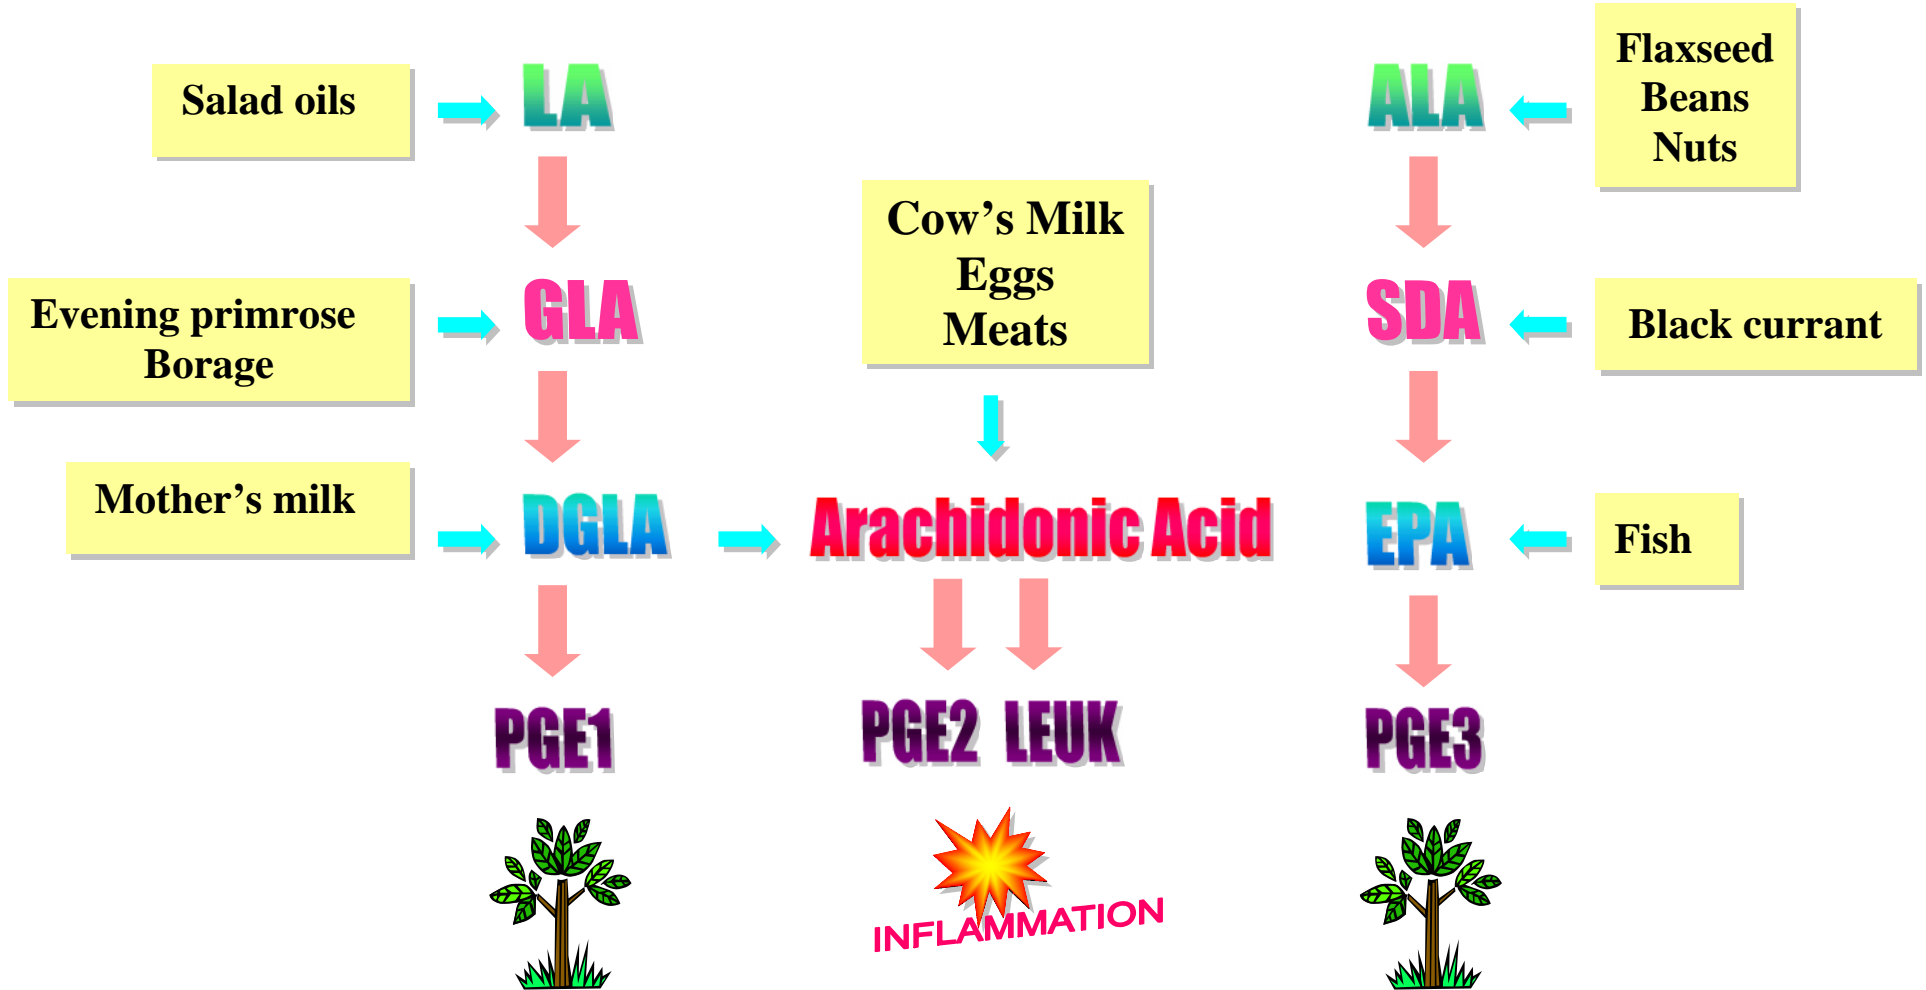 Salad oils
LA
ALA
Flaxseed
Beans
Nuts
Cow’s Milk
Eggs
Meats
Evening primrose
Borage
GLA
SDA
Black currant
Mother’s milk
DGLA
Arachidonic Acid
EPA
Fish
PGE1
PGE2 LEUK
PGE3
INFLAMMATION